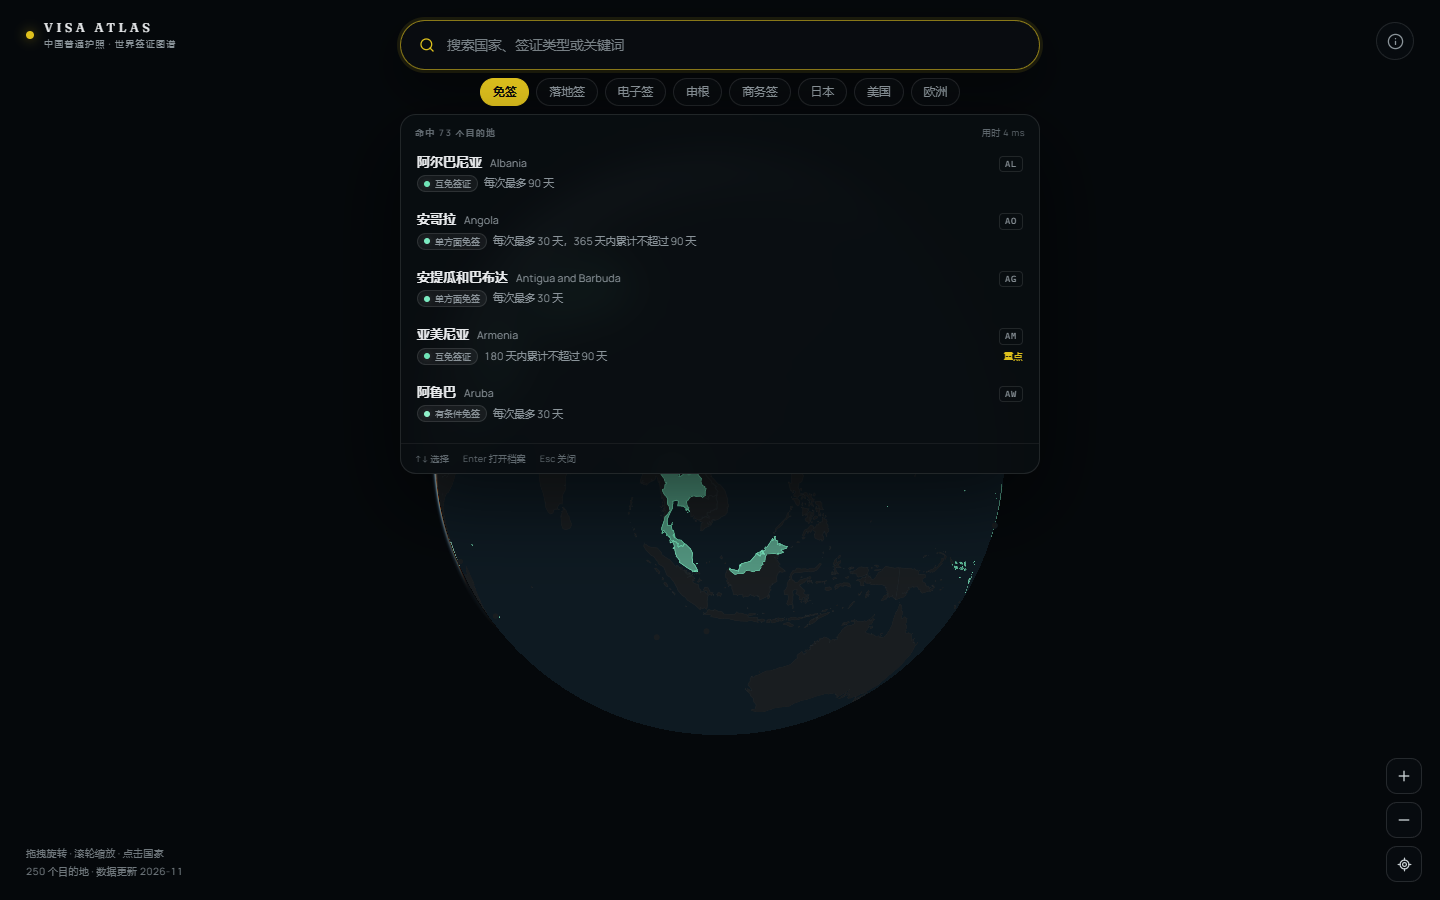 VISA ATLAS
中国普通护照 · 世界签证图谱
搜索国家、签证类型或关键词
免签 落地签 电子签 申根 商务签 日本 美国 欧洲
命中 73 个目的地 用时 4 ms
阿尔巴尼亚 Albania AL
互免签证 每次最多 90 天
安哥拉 Angola AO
单方面免签 每次最多 30 天，365 天内累计不超过 90 天
安提瓜和巴布达 Antigua and Barbuda AG
单方面免签 每次最多 30 天
亚美尼亚 Armenia AM
互免签证 180 天内累计不超过 90 天 重点
阿鲁巴 Aruba AW
有条件免签 每次最多 30 天
↑↓ 选择 Enter 打开档案 Esc 关闭
拖拽旋转 · 滚轮缩放 · 点击国家
250 个目的地 · 数据更新 2026-11